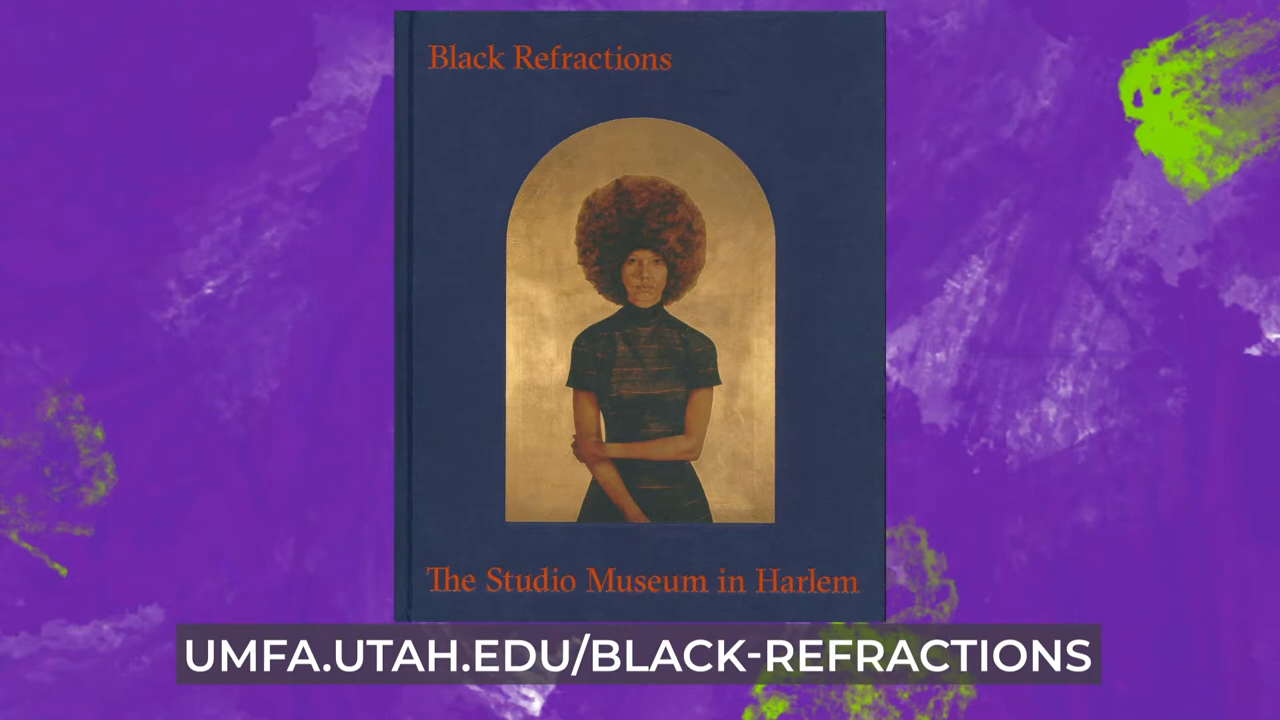 Black Refractions
The Studio Museum in Harlem
UMFA.UTAH.EDU/BLACK-REFRACTIONS